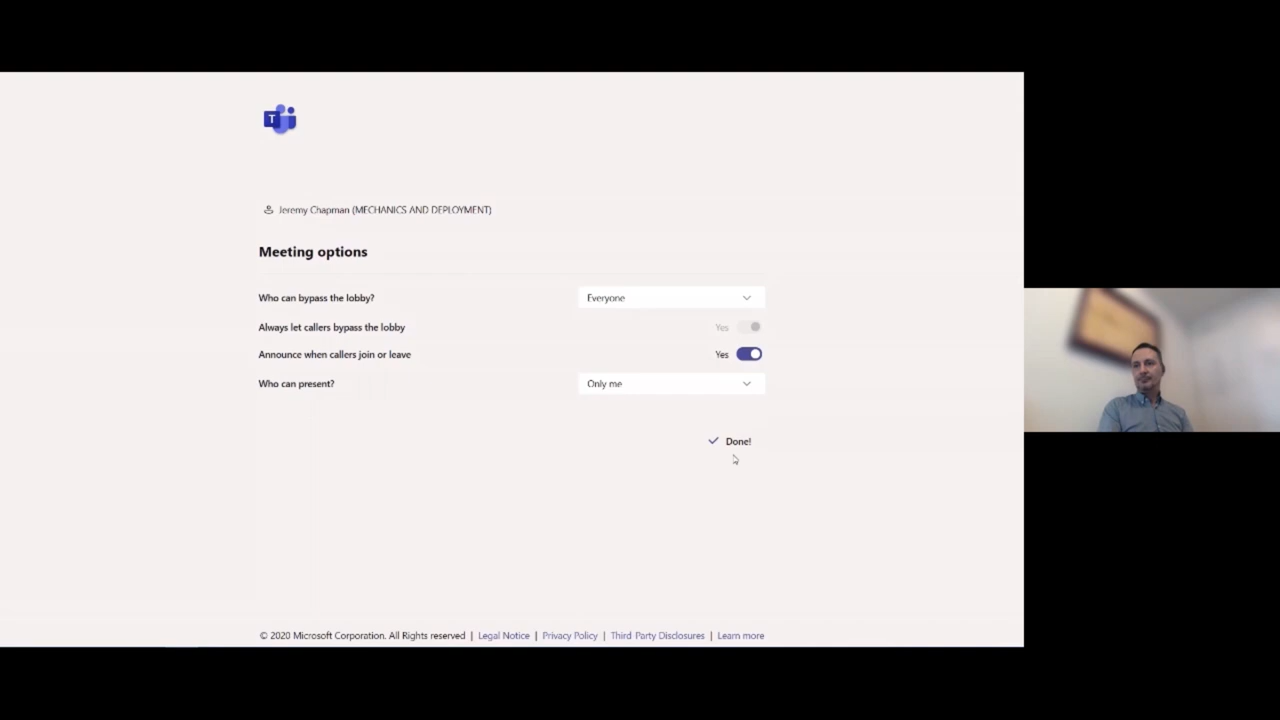 T
Jeremy Chapman (MECHANICS AND DEPLOYMENT)
Meeting options
Who can bypass the lobby? Everyone
Always let callers bypass the lobby Yes
Announce when callers join or leave Yes
Who can present? Only me
Done!
© 2020 Microsoft Corporation. All Rights reserved | Legal Notice | Privacy Policy | Third Party Disclosures | Learn more